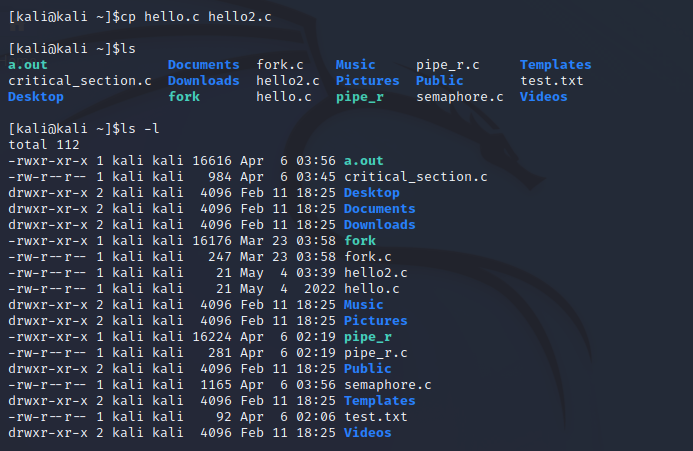 [kali@kali ~]$cp hello.c hello2.c
[kali@kali ~]$ls
a.out               Documents  fork.c    Music     pipe_r.c     Templates
critical_section.c  Downloads  hello2.c  Pictures  Public       test.txt
Desktop             fork       hello.c   pipe_r    semaphore.c  Videos
[kali@kali ~]$ls -l
total 112
-rwxr-xr-x 1 kali kali 16616 Apr  6 03:56 a.out
-rw-r--r-- 1 kali kali   984 Apr  6 03:45 critical_section.c
drwxr-xr-x 2 kali kali  4096 Feb 11 18:25 Desktop
drwxr-xr-x 2 kali kali  4096 Feb 11 18:25 Documents
drwxr-xr-x 2 kali kali  4096 Feb 11 18:25 Downloads
-rwxr-xr-x 1 kali kali 16176 Mar 23 03:58 fork
-rw-r--r-- 1 kali kali   247 Mar 23 03:58 fork.c
-rw-r--r-- 1 kali kali    21 May  4 03:39 hello2.c
-rw-r--r-- 1 kali kali    21 May  4  2022 hello.c
drwxr-xr-x 2 kali kali  4096 Feb 11 18:25 Music
drwxr-xr-x 2 kali kali  4096 Feb 11 18:25 Pictures
-rwxr-xr-x 1 kali kali 16224 Apr  6 02:19 pipe_r
-rw-r--r-- 1 kali kali   281 Apr  6 02:19 pipe_r.c
drwxr-xr-x 2 kali kali  4096 Feb 11 18:25 Public
-rw-r--r-- 1 kali kali  1165 Apr  6 03:56 semaphore.c
drwxr-xr-x 2 kali kali  4096 Feb 11 18:25 Templates
-rw-r--r-- 1 kali kali    92 Apr  6 02:06 test.txt
drwxr-xr-x 2 kali kali  4096 Feb 11 18:25 Videos